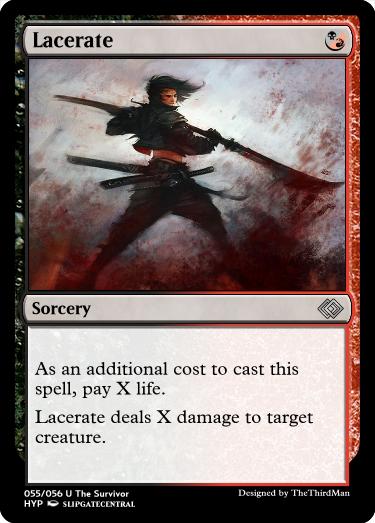 Lacerate
Sorcery
As an additional cost to cast this
spell, pay X life.
Lacerate deals X damage to target
creature.
055/056 U The Survivor
HYP SLIPGATECENTRAL
Designed by TheThirdMan